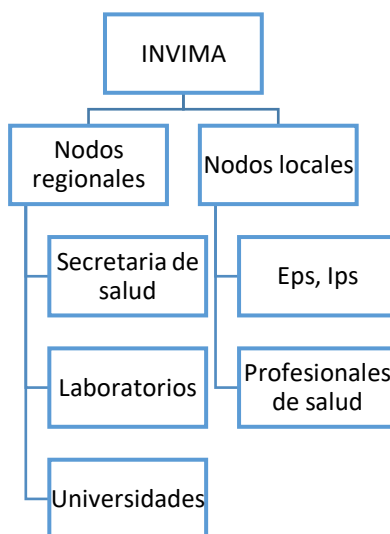 INVIMA
Nodos
regionales
Nodos locales
Secretaria de
salud
Laboratorios
Universidades
Eps, Ips
Profesionales
de salud